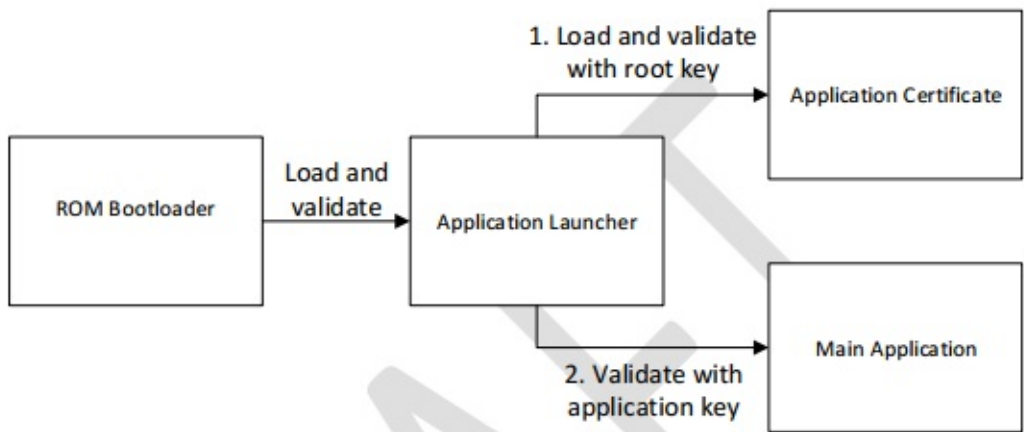 1. Load and validate
with root key
Application Certificate
ROM Bootloader
Load and
validate
Application Launcher
Main Application
2. Validate with
application key